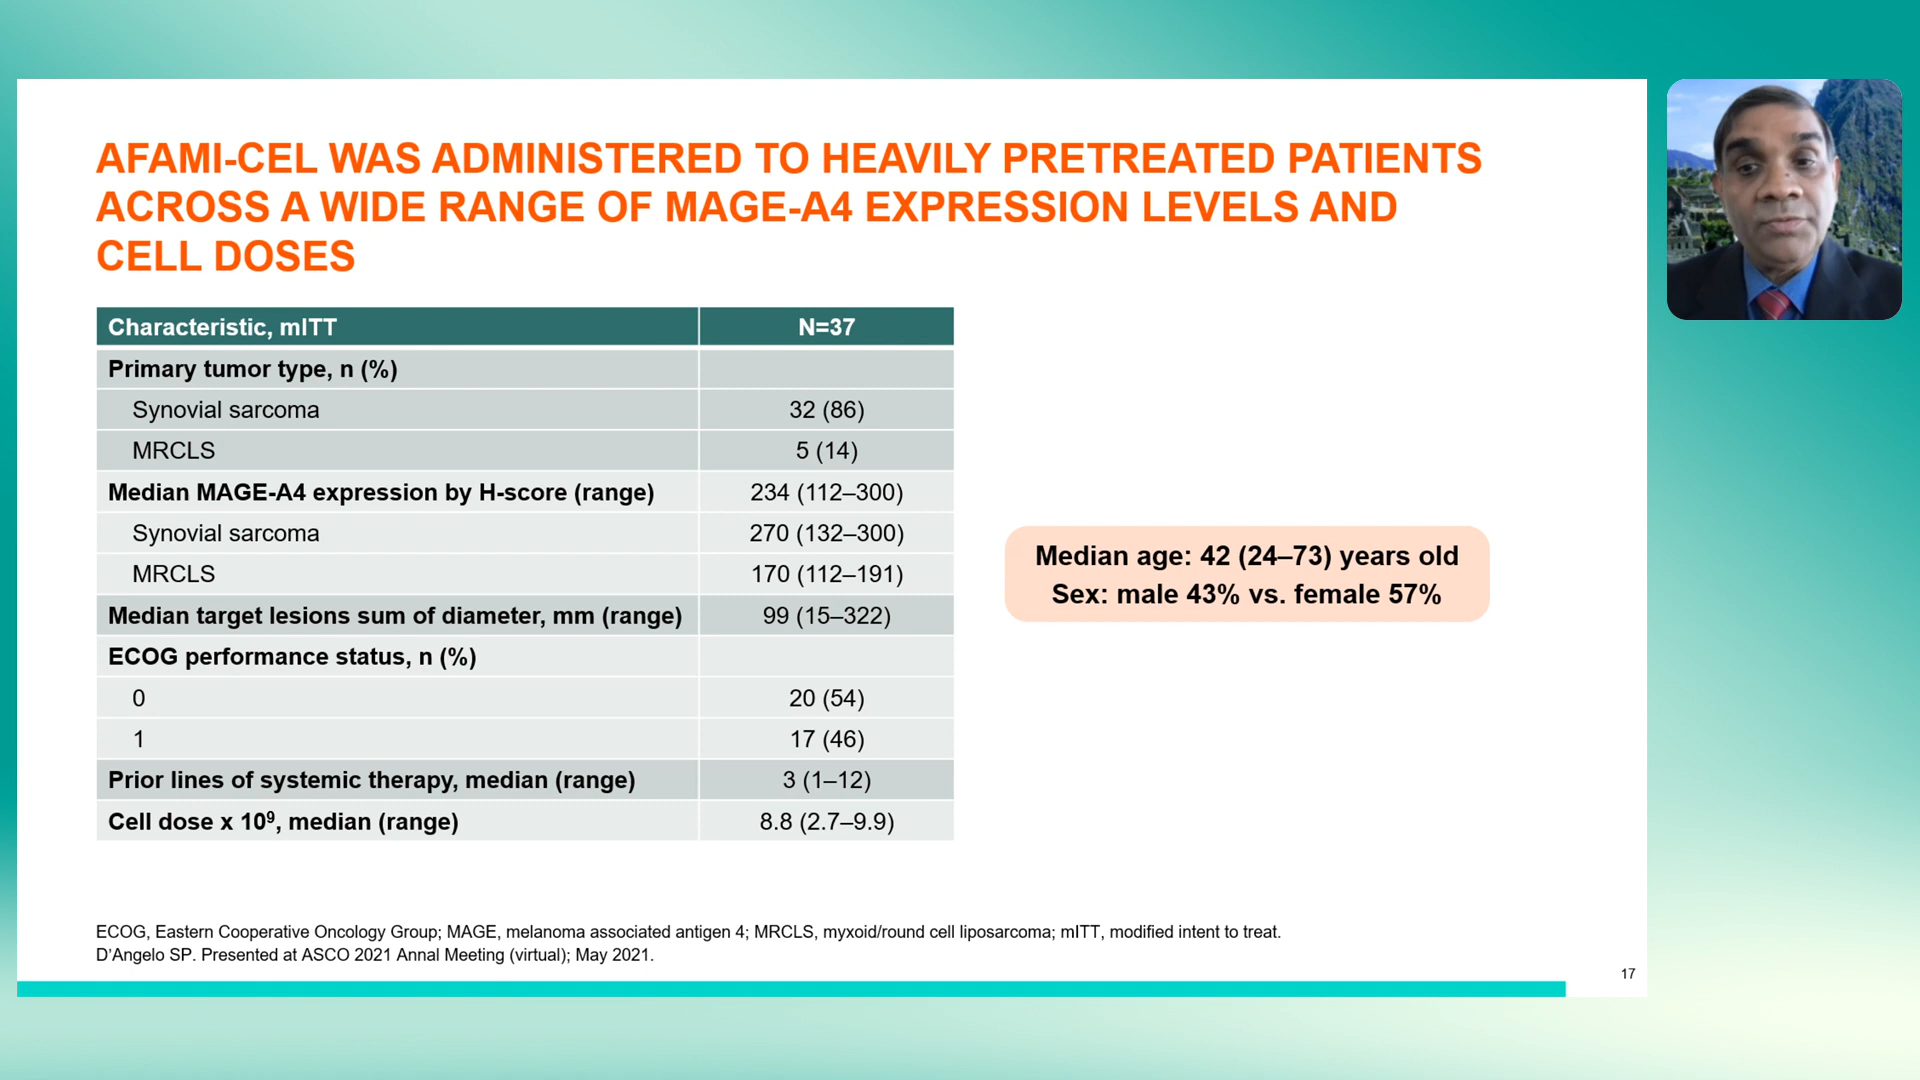 AFAMI-CEL WAS ADMINISTERED TO HEAVILY PRETREATED PATIENTS
ACROSS A WIDE RANGE OF MAGE-A4 EXPRESSION LEVELS AND
CELL DOSES
Characteristic, mITT N=37
Primary tumor type, n (%)
Synovial sarcoma 32 (86)
MRCLS 5 (14)
Median MAGE-A4 expression by H-score (range) 234 (112–300)
Synovial sarcoma 270 (132–300)
MRCLS 170 (112–191)
Median target lesions sum of diameter, mm (range) 99 (15–322)
ECOG performance status, n (%)
0 20 (54)
1 17 (46)
Prior lines of systemic therapy, median (range) 3 (1–12)
Cell dose x 10⁹, median (range) 8.8 (2.7–9.9)
Median age: 42 (24–73) years old
Sex: male 43% vs. female 57%
ECOG, Eastern Cooperative Oncology Group; MAGE, melanoma associated antigen 4; MRCLS, myxoid/round cell liposarcoma; mITT, modified intent to treat.
D’Angelo SP. Presented at ASCO 2021 Annal Meeting (virtual); May 2021.
17